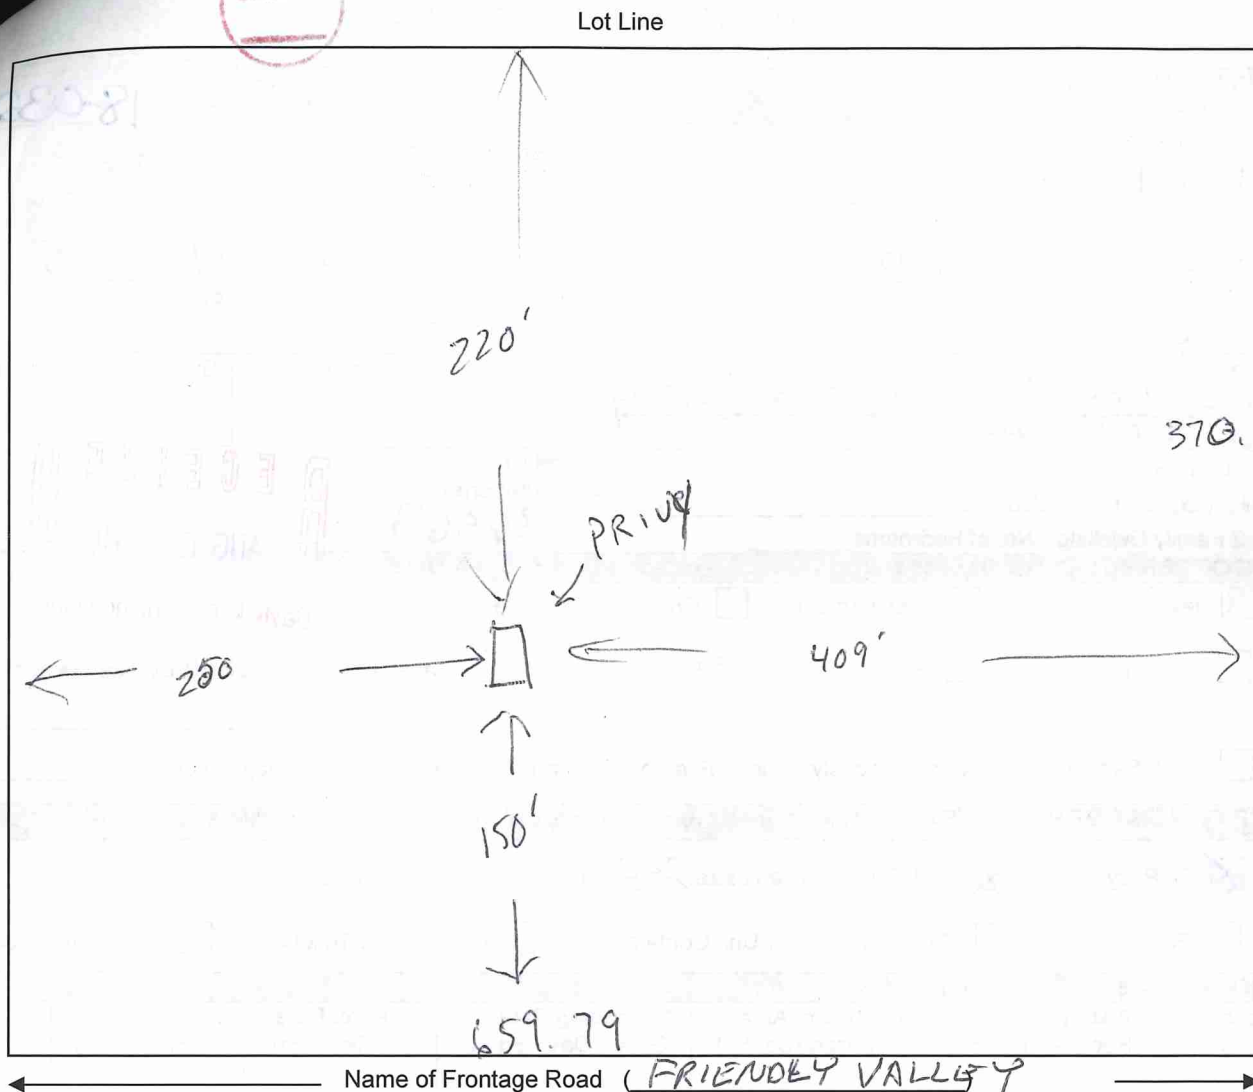 Lot Line
220'
370.
PRIVY
250
409'
150'
659.79
Name of Frontage Road ( FRIENDLY VALLEY